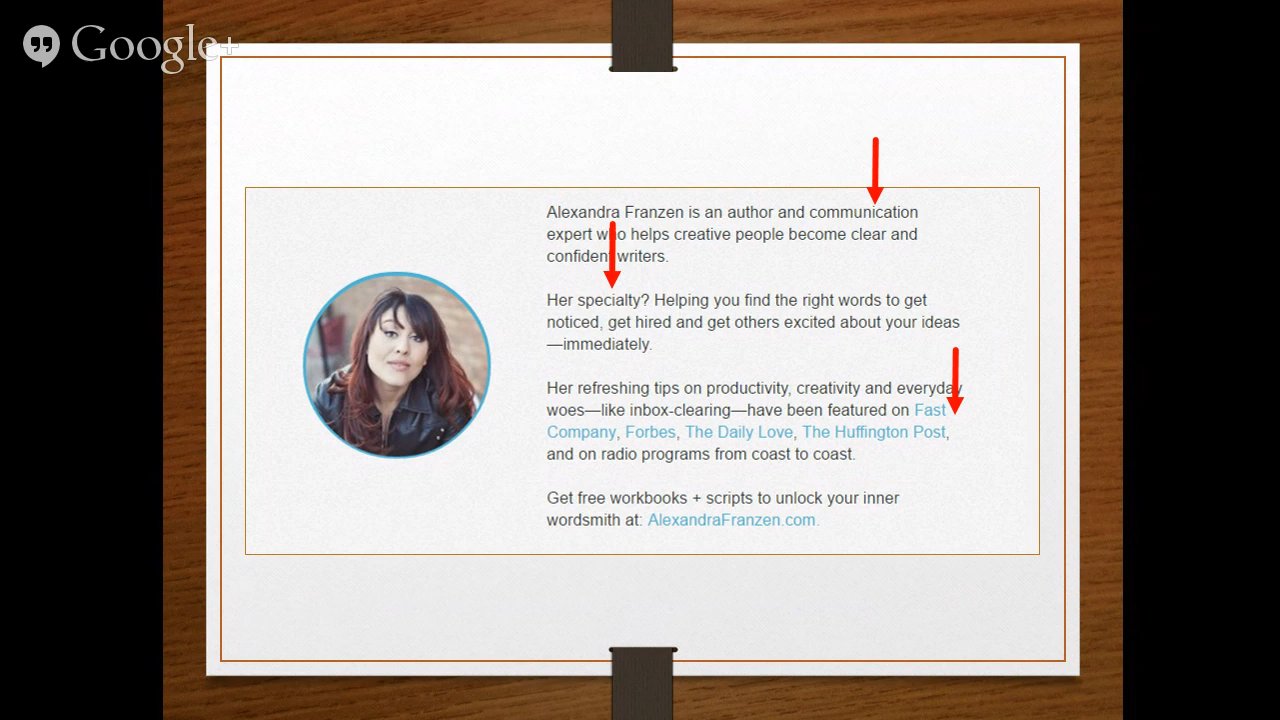 Google+
Alexandra Franzen is an author and communication
expert who helps creative people become clear and
confident writers.
Her specialty? Helping you find the right words to get
noticed, get hired and get others excited about your ideas
—immediately.
Her refreshing tips on productivity, creativity and everyday
woes—like inbox-clearing—have been featured on Fast
Company, Forbes, The Daily Love, The Huffington Post,
and on radio programs from coast to coast.
Get free workbooks + scripts to unlock your inner
wordsmith at: AlexandraFranzen.com.